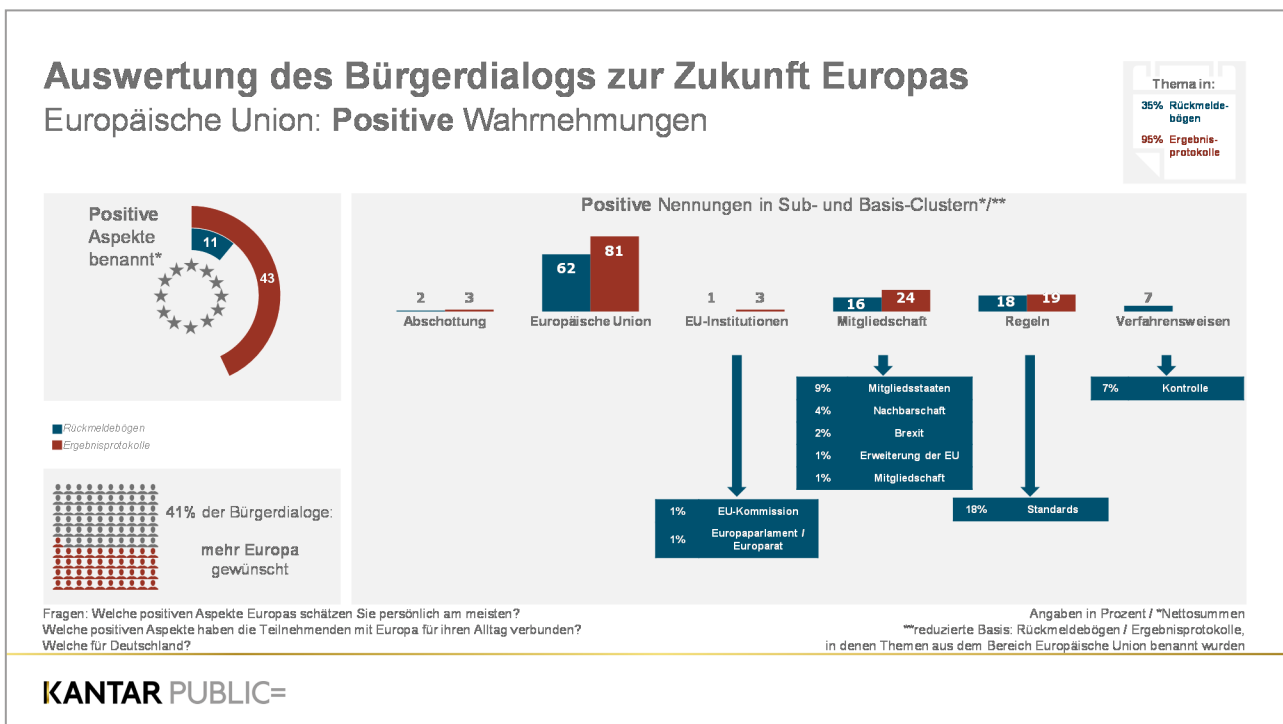 Auswertung des Bürgerdialogs zur Zukunft Europas
Europäische Union: Positive Wahrnehmungen
Thema in:
35% Rückmelde-
bögen
95% Ergebnis-
protokolle
Positive
Aspekte
benannt*
11
43
Rückmeldebögen
Ergebnisprotokolle
41% der Bürgerdialoge:
mehr Europa
gewünscht
Positive Nennungen in Sub- und Basis-Clustern*/**
2 3
Abschottung
62 81
Europäische Union
1 3
EU-Institutionen
16 24
Mitgliedschaft
18 19
Regeln
7
Verfahrensweisen
1% EU-Kommission
1% Europaparlament /
Europarat
9% Mitgliedsstaaten
4% Nachbarschaft
2% Brexit
1% Erweiterung der EU
1% Mitgliedschaft
18% Standards
7% Kontrolle
Fragen: Welche positiven Aspekte Europas schätzen Sie persönlich am meisten?
Welche positiven Aspekte haben die Teilnehmenden mit Europa für ihren Alltag verbunden?
Welche für Deutschland?
Angaben in Prozent / *Nettosummen
**reduzierte Basis: Rückmeldebögen / Ergebnisprotokolle,
in denen Themen aus dem Bereich Europäische Union benannt wurden
KANTAR PUBLIC=